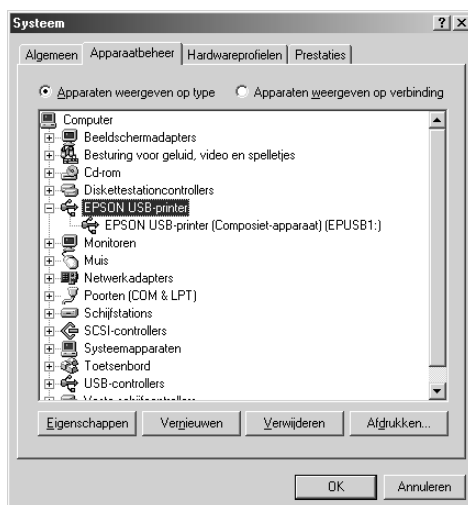 Systeem
Algemeen Apparaatbeheer Hardwareprofielen Prestaties
Apparaten weergeven op type Apparaten weergeven op verbinding
Computer
Beeldschermadapters
Besturing voor geluid, video en spelletjes
Cd-rom
Diskettestationcontrollers
EPSON USB-printer
EPSON USB-printer (Composiet-apparaat) (EPUSB1:)
Monitoren
Muis
Netwerkadapters
Poorten (COM & LPT)
Schijfstations
SCSI-controllers
Systeemapparaten
Toetsenbord
USB-controllers
Eigenschappen Vernieuwen Verwijderen Afdrukken...
OK Annuleren